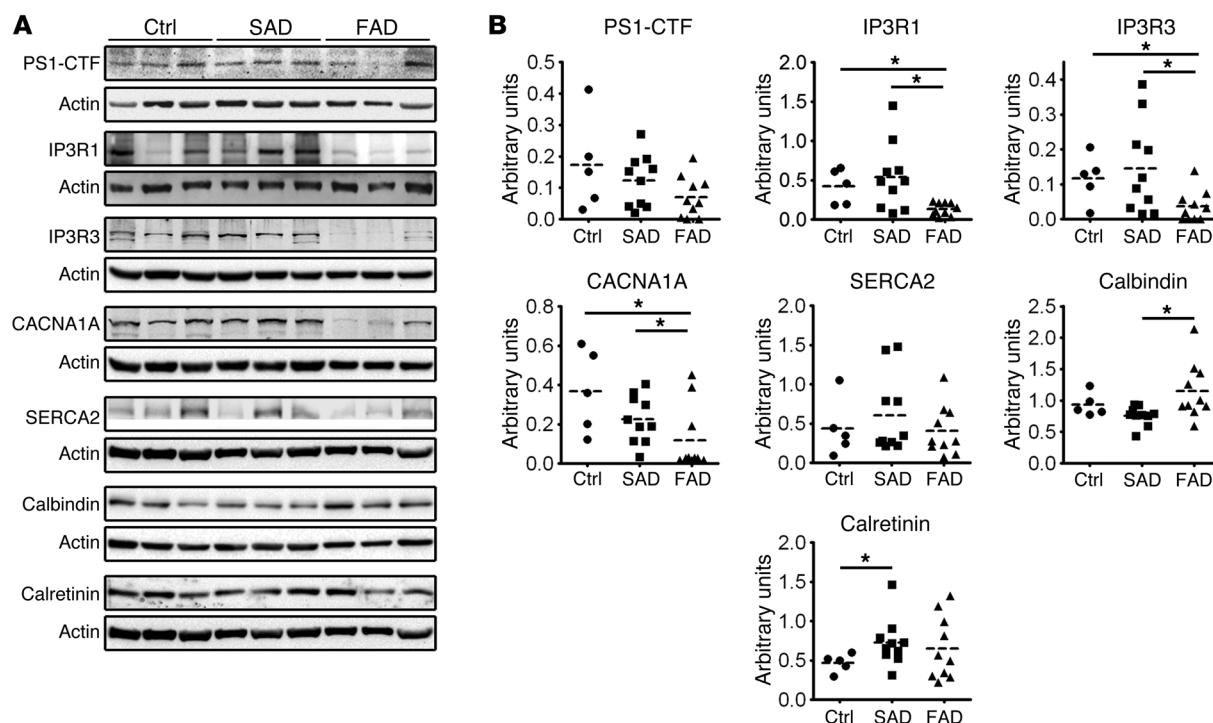 A
Ctrl SAD FAD
PS1-CTF
Actin
IP3R1
Actin
IP3R3
Actin
CACNA1A
Actin
SERCA2
Actin
Calbindin
Actin
Calretinin
Actin
B
PS1-CTF
Arbitrary units
0.5
0.4
0.3
0.2
0.1
0.0
Ctrl SAD FAD
IP3R1
Arbitrary units
2.0
1.5
1.0
0.5
0.0
*
*
Ctrl SAD FAD
IP3R3
Arbitrary units
0.4
0.3
0.2
0.1
0.0
*
*
Ctrl SAD FAD
CACNA1A
Arbitrary units
0.8
0.6
0.4
0.2
0.0
*
*
Ctrl SAD FAD
SERCA2
Arbitrary units
2.0
1.5
1.0
0.5
0.0
Ctrl SAD FAD
Calbindin
Arbitrary units
2.5
2.0
1.5
1.0
0.5
0.0
*
Ctrl SAD FAD
Calretinin
Arbitrary units
2.0
1.5
1.0
0.5
0.0
*
Ctrl SAD FAD